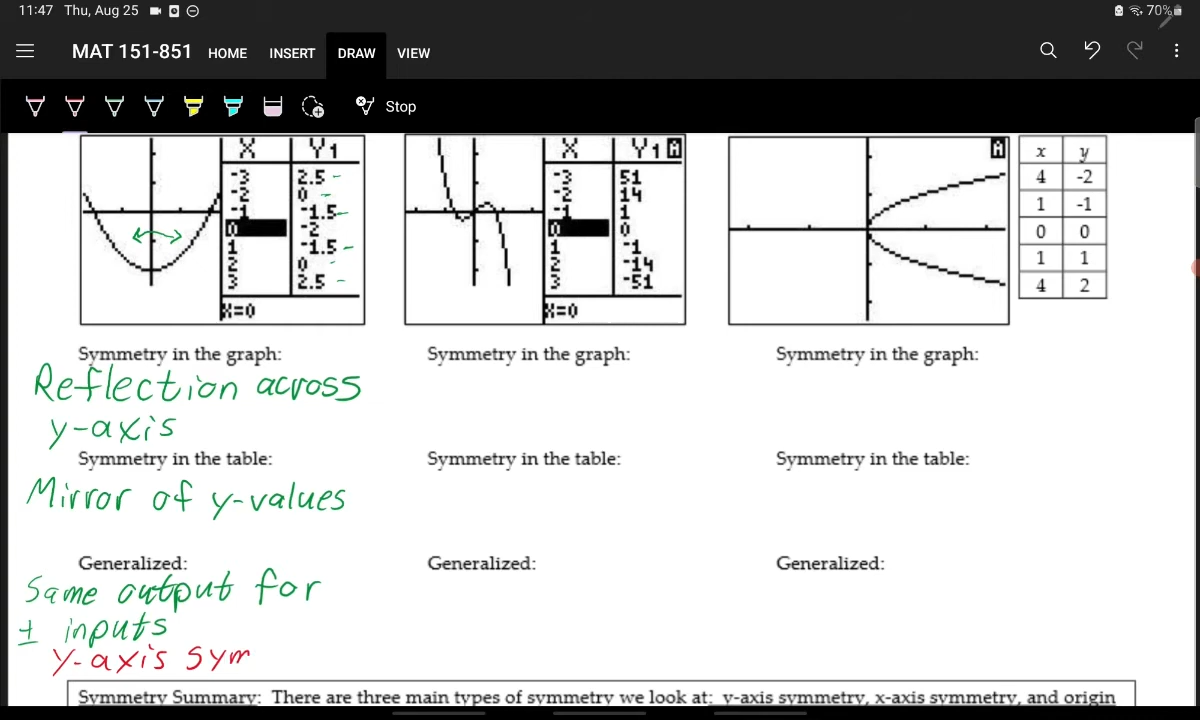 11:47 Thu, Aug 25 70%
MAT 151-851 HOME INSERT DRAW VIEW
Stop
X Y1
-3 2.5
-2 0
-1 -1.5
0 -2
1 -1.5
2 0
3 2.5
X=0
X Y1
-3 51
-2 14
-1 1
0 0
1 -1
2 -14
3 -51
X=0
x y
4 -2
1 -1
0 0
1 1
4 2
Symmetry in the graph:
Reflection across
y-axis
Symmetry in the table:
Mirror of y-values
Generalized:
Same output for
± inputs
y-axis sym
Symmetry in the graph:
Symmetry in the table:
Generalized:
Symmetry in the graph:
Symmetry in the table:
Generalized:
Symmetry Summary: There are three main types of symmetry we look at: y-axis symmetry, x-axis symmetry, and origin